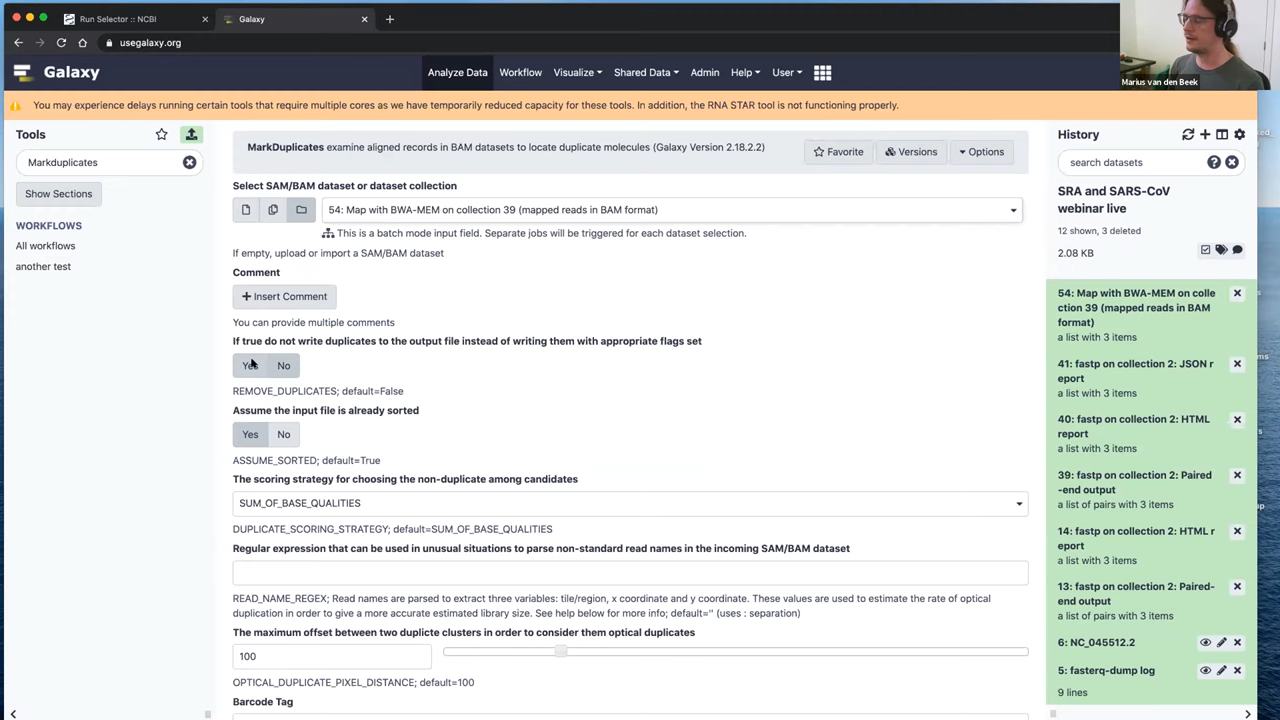 Run Selector :: NCBI
Galaxy
usegalaxy.org
Galaxy
Analyze Data
Workflow
Visualize
Shared Data
Admin
Help
User
Marius van den Beek
You may experience delays running certain tools that require multiple cores as we have temporarily reduced capacity for these tools. In addition, the RNA STAR tool is not functioning properly.
Tools
Markduplicates
Show Sections
WORKFLOWS
All workflows
another test
MarkDuplicates examine aligned records in BAM datasets to locate duplicate molecules (Galaxy Version 2.18.2.2)
Favorite
Versions
Options
Select SAM/BAM dataset or dataset collection
54: Map with BWA-MEM on collection 39 (mapped reads in BAM format)
This is a batch mode input field. Separate jobs will be triggered for each dataset selection.
If empty, upload or import a SAM/BAM dataset
Comment
Insert Comment
You can provide multiple comments
If true do not write duplicates to the output file instead of writing them with appropriate flags set
Yes No
REMOVE_DUPLICATES; default=False
Assume the input file is already sorted
Yes No
ASSUME_SORTED; default=True
The scoring strategy for choosing the non-duplicate among candidates
SUM_OF_BASE_QUALITIES
DUPLICATE_SCORING_STRATEGY; default=SUM_OF_BASE_QUALITIES
Regular expression that can be used in unusual situations to parse non-standard read names in the incoming SAM/BAM dataset
READ_NAME_REGEX; Read names are parsed to extract three variables: tile/region, x coordinate and y coordinate. These values are used to estimate the rate of optical
duplication in order to give a more accurate estimated library size. See help below for more info; default='' (uses : separation)
The maximum offset between two duplicte clusters in order to consider them optical duplicates
100
OPTICAL_DUPLICATE_PIXEL_DISTANCE; default=100
Barcode Tag
History
search datasets
SRA and SARS-CoV
webinar live
12 shown, 3 deleted
2.08 KB
54: Map with BWA-MEM on colle
ction 39 (mapped reads in BAM
format)
a list with 3 items
41: fastp on collection 2: JSON r
eport
a list with 3 items
40: fastp on collection 2: HTML
report
a list with 3 items
39: fastp on collection 2: Paired
-end output
a list of pairs with 3 items
14: fastp on collection 2: HTML r
eport
a list with 3 items
13: fastp on collection 2: Paired-
end output
a list of pairs with 3 items
6: NC_045512.2
5: fasterq-dump log
9 lines